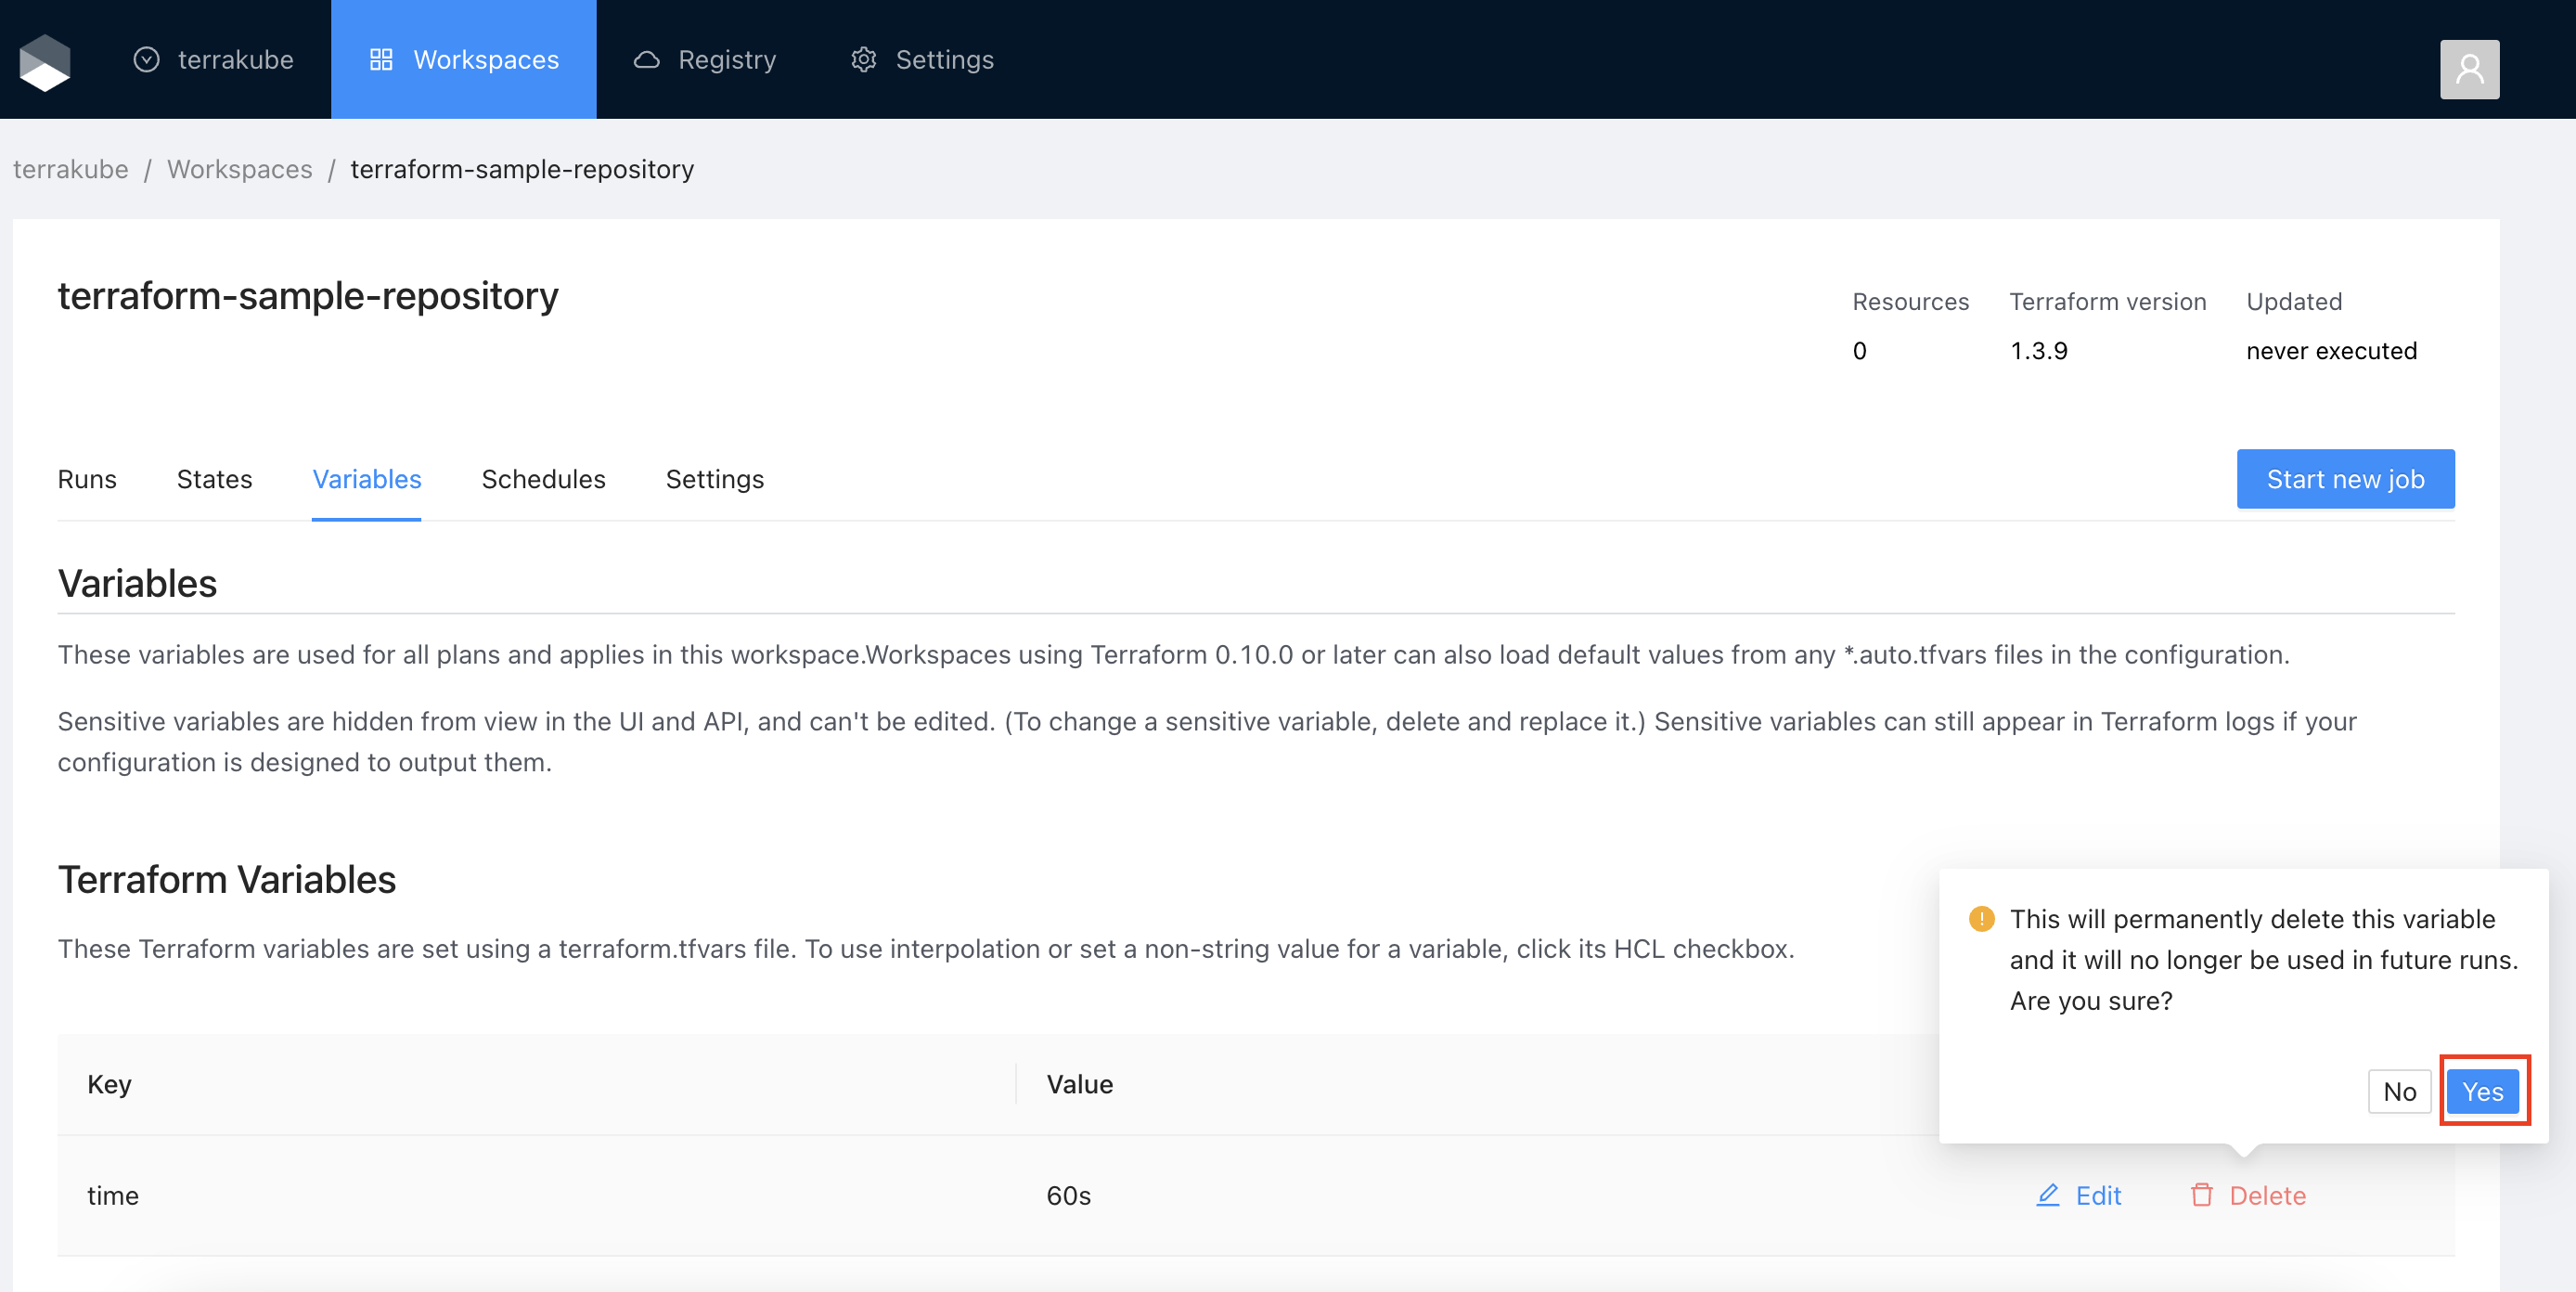 terrakube
Workspaces
Registry
Settings
terrakube / Workspaces / terraform-sample-repository
terraform-sample-repository
Resources
0
Terraform version
1.3.9
Updated
never executed
Runs
States
Variables
Schedules
Settings
Start new job
Variables
These variables are used for all plans and applies in this workspace.Workspaces using Terraform 0.10.0 or later can also load default values from any *.auto.tfvars files in the configuration.
Sensitive variables are hidden from view in the UI and API, and can't be edited. (To change a sensitive variable, delete and replace it.) Sensitive variables can still appear in Terraform logs if your
configuration is designed to output them.
Terraform Variables
These Terraform variables are set using a terraform.tfvars file. To use interpolation or set a non-string value for a variable, click its HCL checkbox.
This will permanently delete this variable
and it will no longer be used in future runs.
Are you sure?
No
Yes
Key
Value
time
60s
Edit
Delete